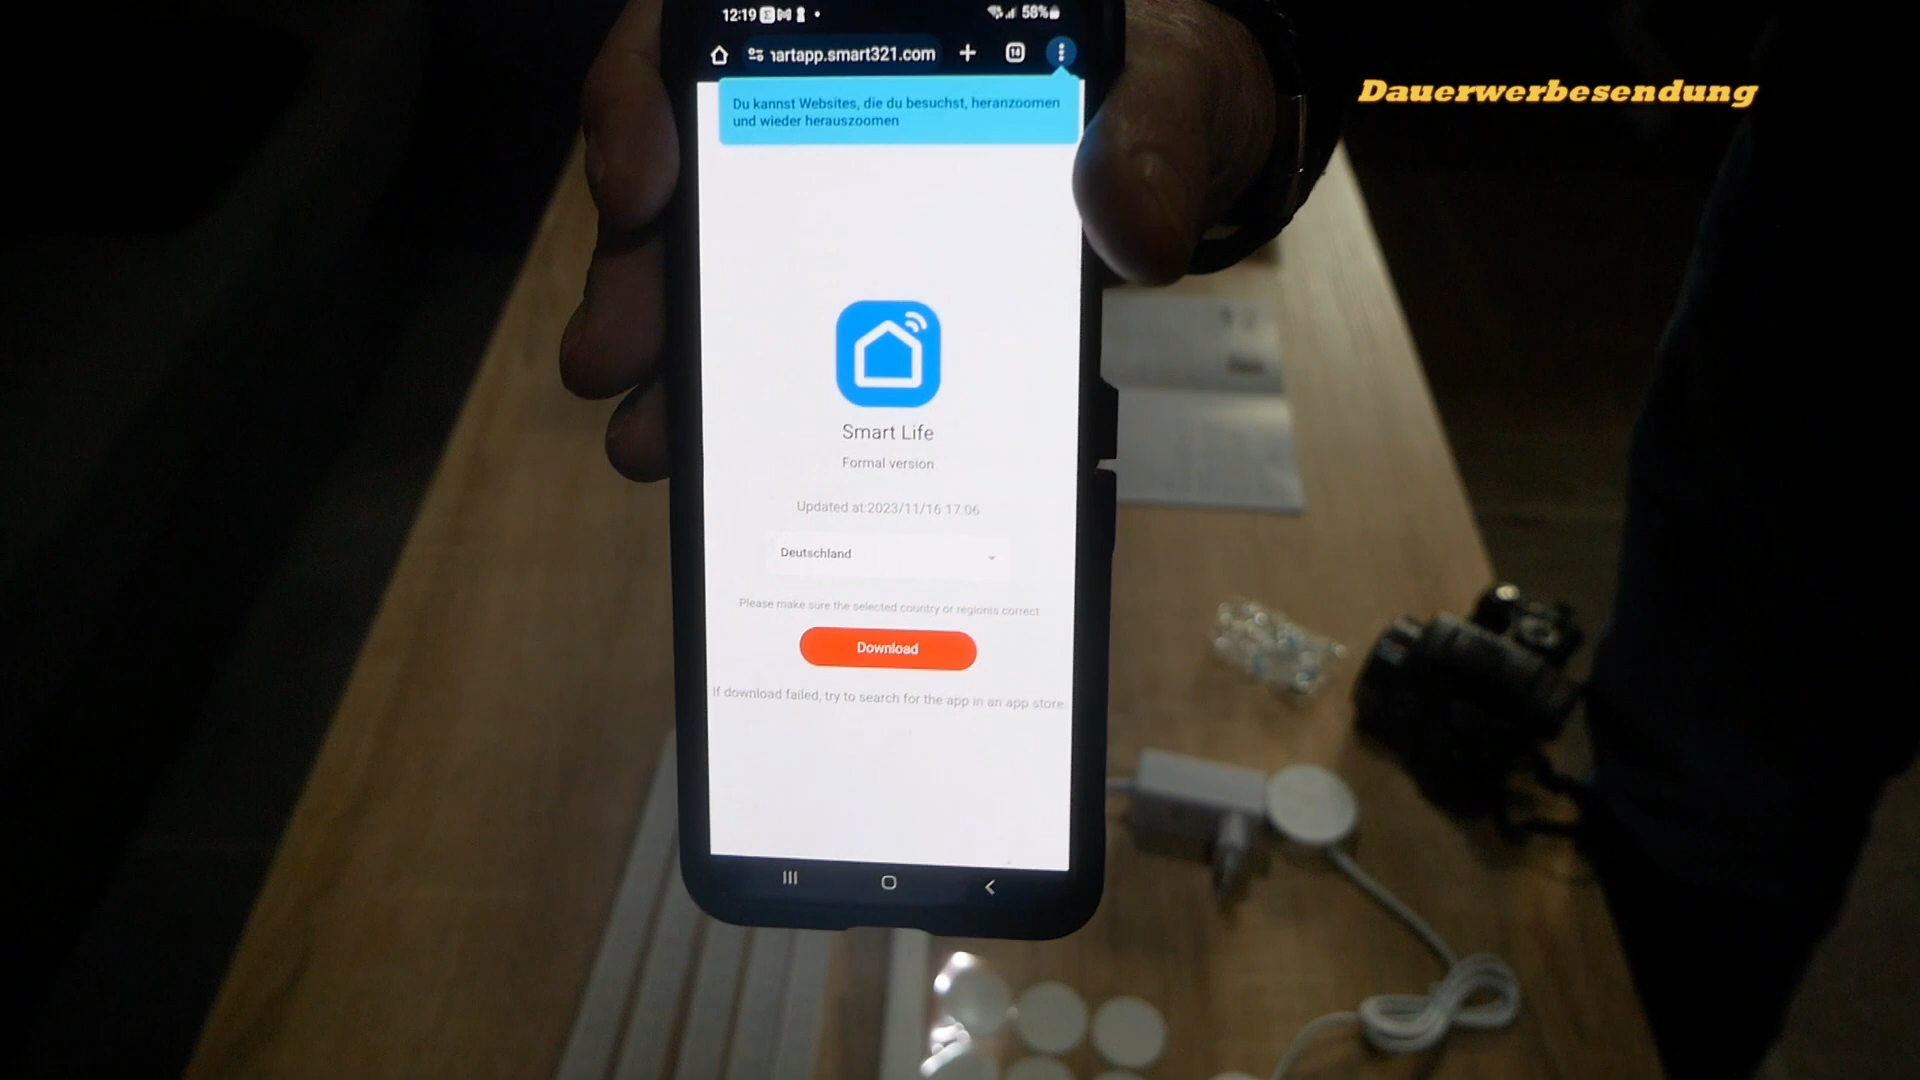 12:19
58%
artapp.smart321.com
14
Dauerwerbesendung
Du kannst Websites, die du besuchst, heranzoomen
und wieder herauszoomen
Smart Life
Formal version
Updated at:2023/11/16 17:06
Deutschland
Please make sure the selected country or regionis correct
Download
If download failed, try to search for the app in an app store